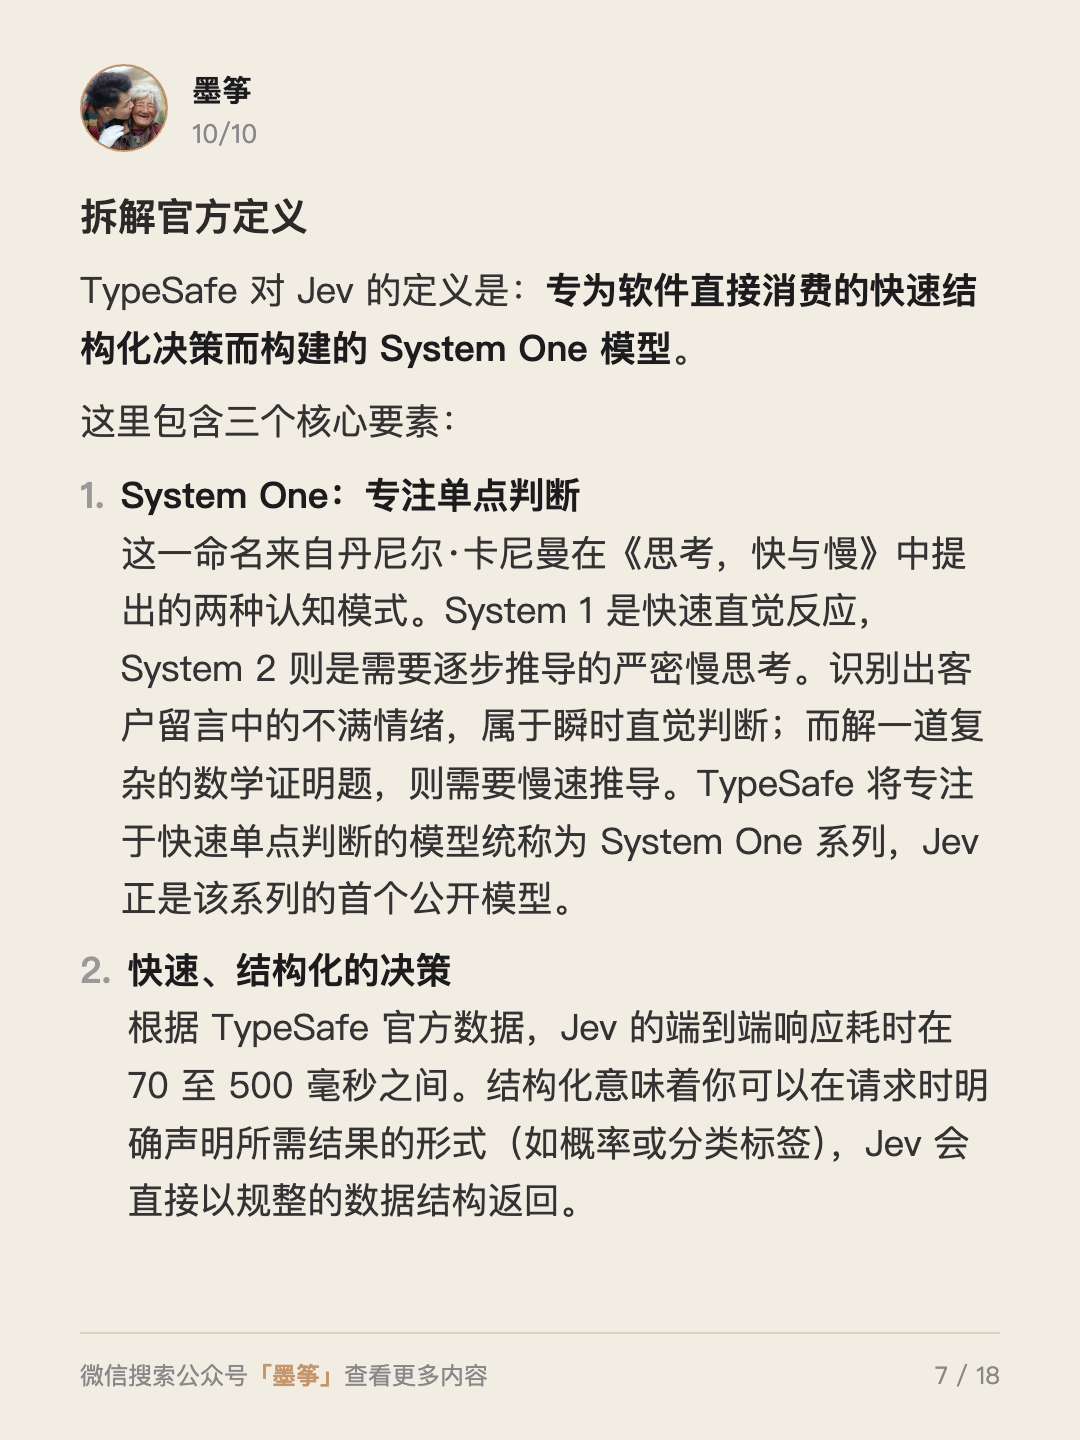 墨筝
10/10
拆解官方定义
TypeSafe 对 Jev 的定义是：专为软件直接消费的快速结
构化决策而构建的 System One 模型。
这里包含三个核心要素：
1. System One：专注单点判断
这一命名来自丹尼尔·卡尼曼在《思考，快与慢》中提
出的两种认知模式。System 1 是快速直觉反应，
System 2 则是需要逐步推导的严密慢思考。识别出客
户留言中的不满情绪，属于瞬时直觉判断；而解一道复
杂的数学证明题，则需要慢速推导。TypeSafe 将专注
于快速单点判断的模型统称为 System One 系列，Jev
正是该系列的首个公开模型。
2. 快速、结构化的决策
根据 TypeSafe 官方数据，Jev 的端到端响应耗时在
70 至 500 毫秒之间。结构化意味着你可以在请求时明
确声明所需结果的形式（如概率或分类标签），Jev 会
直接以规整的数据结构返回。
微信搜索公众号「墨筝」查看更多内容
7 / 18